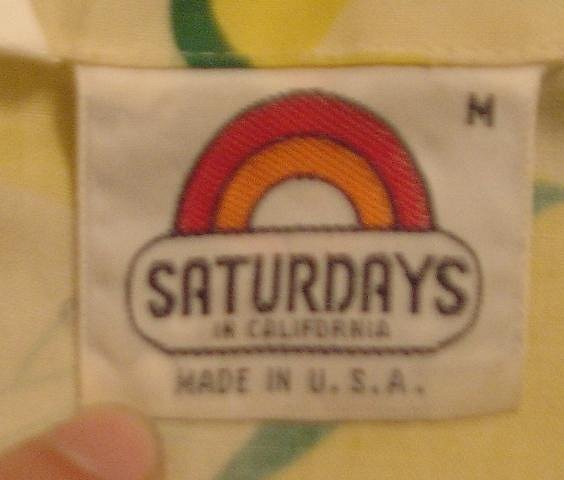 M
SATURDAYS
IN CALIFORNIA
MADE IN U.S.A.